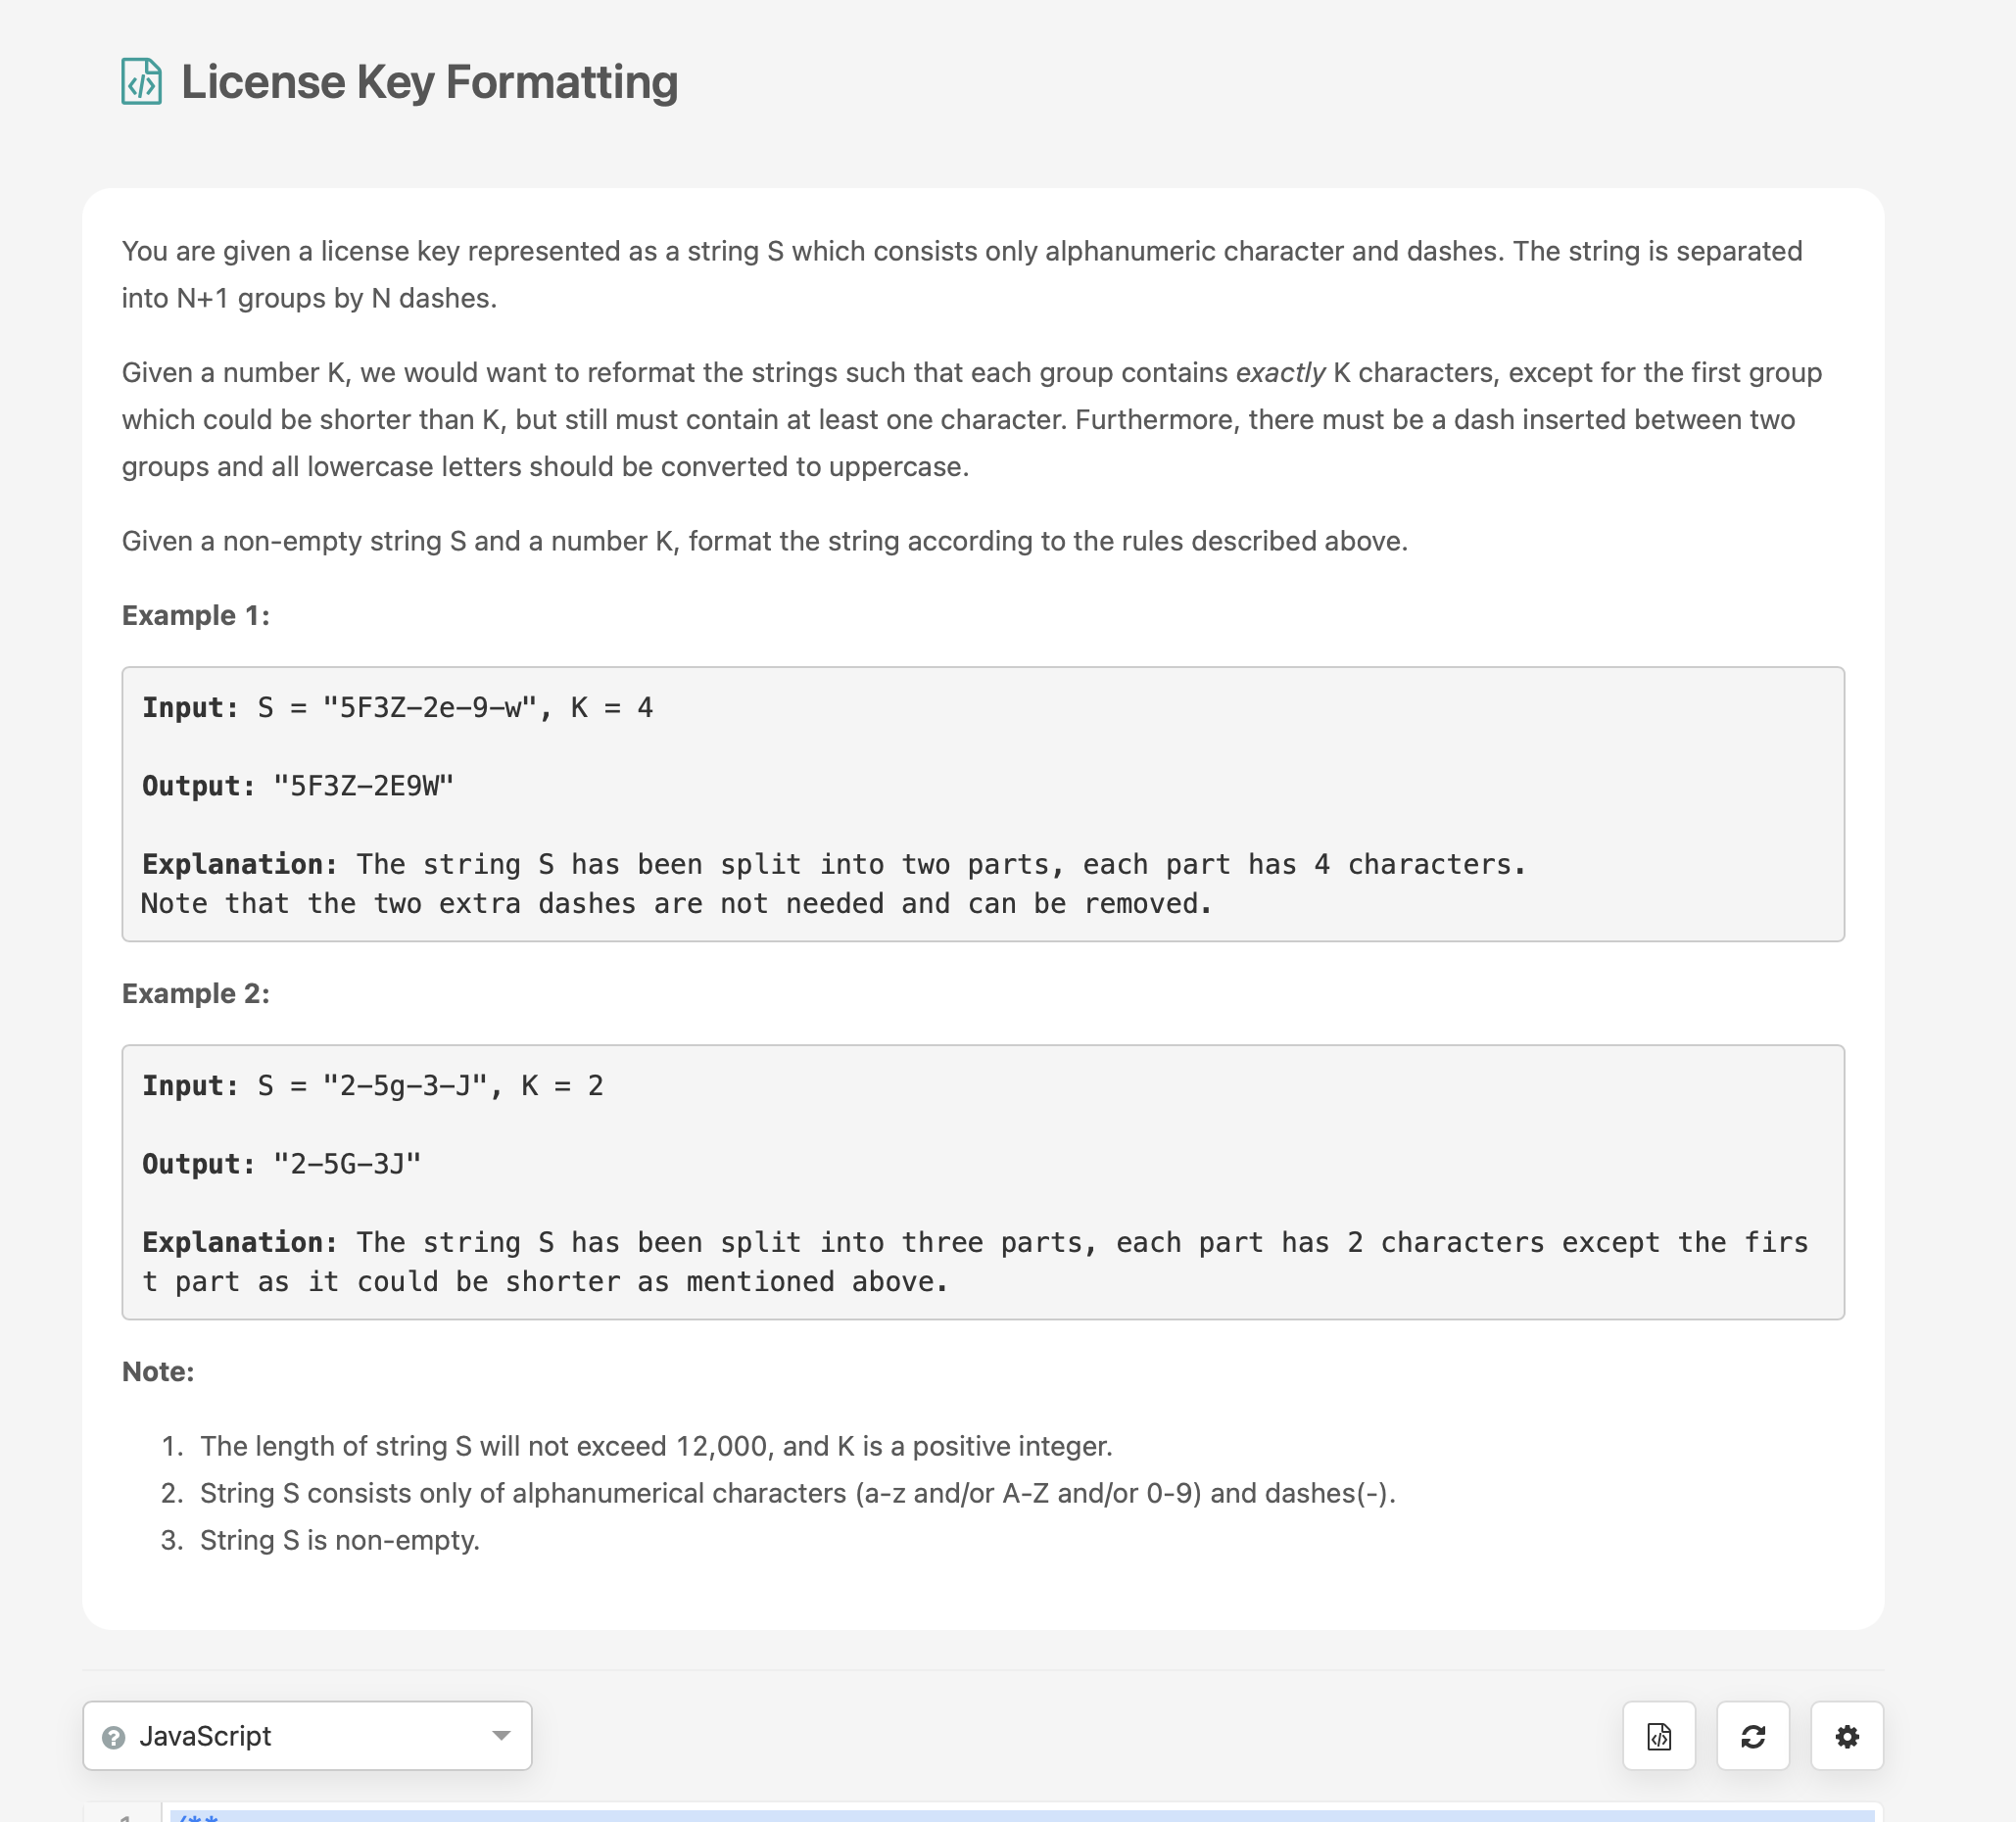 License Key Formatting
You are given a license key represented as a string S which consists only alphanumeric character and dashes. The string is separated
into N+1 groups by N dashes.
Given a number K, we would want to reformat the strings such that each group contains exactly K characters, except for the first group
which could be shorter than K, but still must contain at least one character. Furthermore, there must be a dash inserted between two
groups and all lowercase letters should be converted to uppercase.
Given a non-empty string S and a number K, format the string according to the rules described above.
Example 1:
Input: S = "5F3Z-2e-9-w", K = 4
Output: "5F3Z-2E9W"
Explanation: The string S has been split into two parts, each part has 4 characters.
Note that the two extra dashes are not needed and can be removed.
Example 2:
Input: S = "2-5g-3-J", K = 2
Output: "2-5G-3J"
Explanation: The string S has been split into three parts, each part has 2 characters except the firs
t part as it could be shorter as mentioned above.
Note:
1. The length of string S will not exceed 12,000, and K is a positive integer.
2. String S consists only of alphanumerical characters (a-z and/or A-Z and/or 0-9) and dashes(-).
3. String S is non-empty.
JavaScript
1 /**